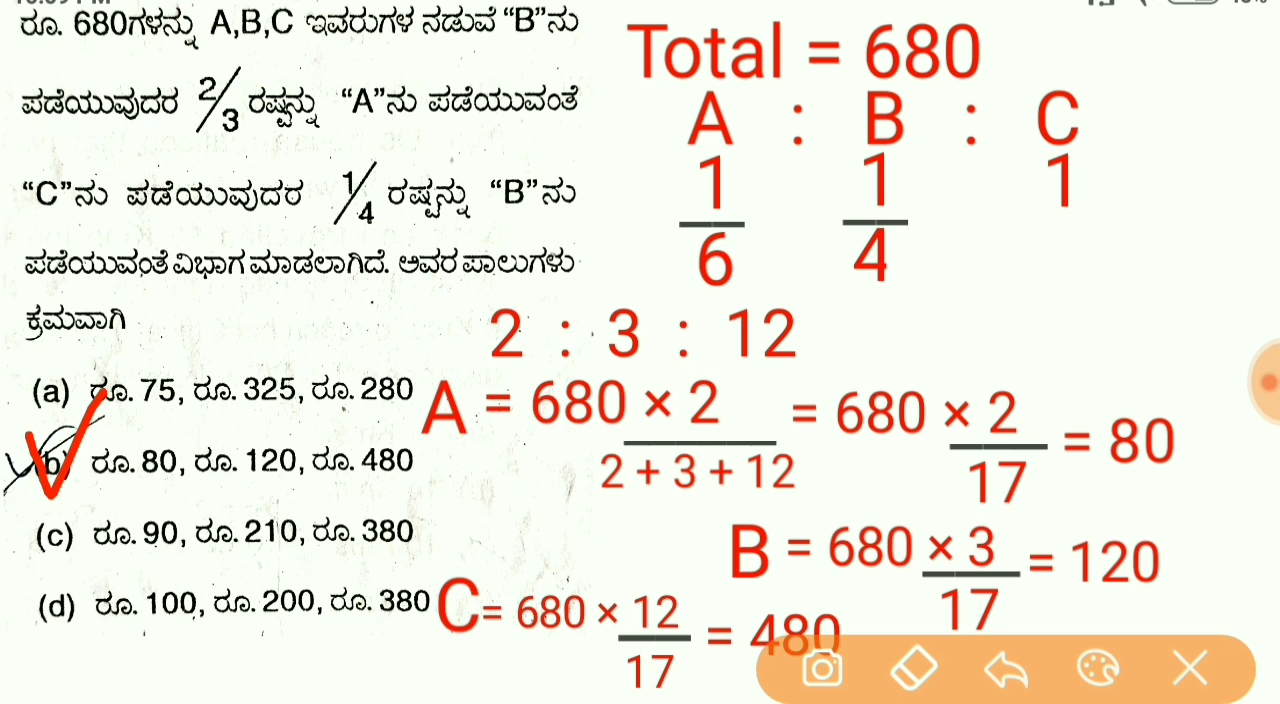 ರೂ. 680ಗಳನ್ನು A,B,C ಇವರುಗಳ ನಡುವೆ “B”ನು
ಪಡೆಯುವುದರ 2/3 ರಷ್ಟನ್ನು “A”ನು ಪಡೆಯುವಂತೆ
“C”ನು ಪಡೆಯುವುದರ 1/4 ರಷ್ಟನ್ನು “B”ನು
ಪಡೆಯುವಂತೆ ವಿಭಾಗ ಮಾಡಲಾಗಿದೆ. ಅವರ ಪಾಲುಗಳು
ಕ್ರಮವಾಗಿ
(a) ರೂ. 75, ರೂ. 325, ರೂ. 280
(b) ರೂ. 80, ರೂ. 120, ರೂ. 480
(c) ರೂ. 90, ರೂ. 210, ರೂ. 380
(d) ರೂ. 100, ರೂ. 200, ರೂ. 380
Total = 680
A : B : C
1 1 1
6 4
2 : 3 : 12
A = 680 × 2 = 680 × 2 = 80
2 + 3 + 12 17
B = 680 × 3 = 120
17
C = 680 × 12 = 480
17